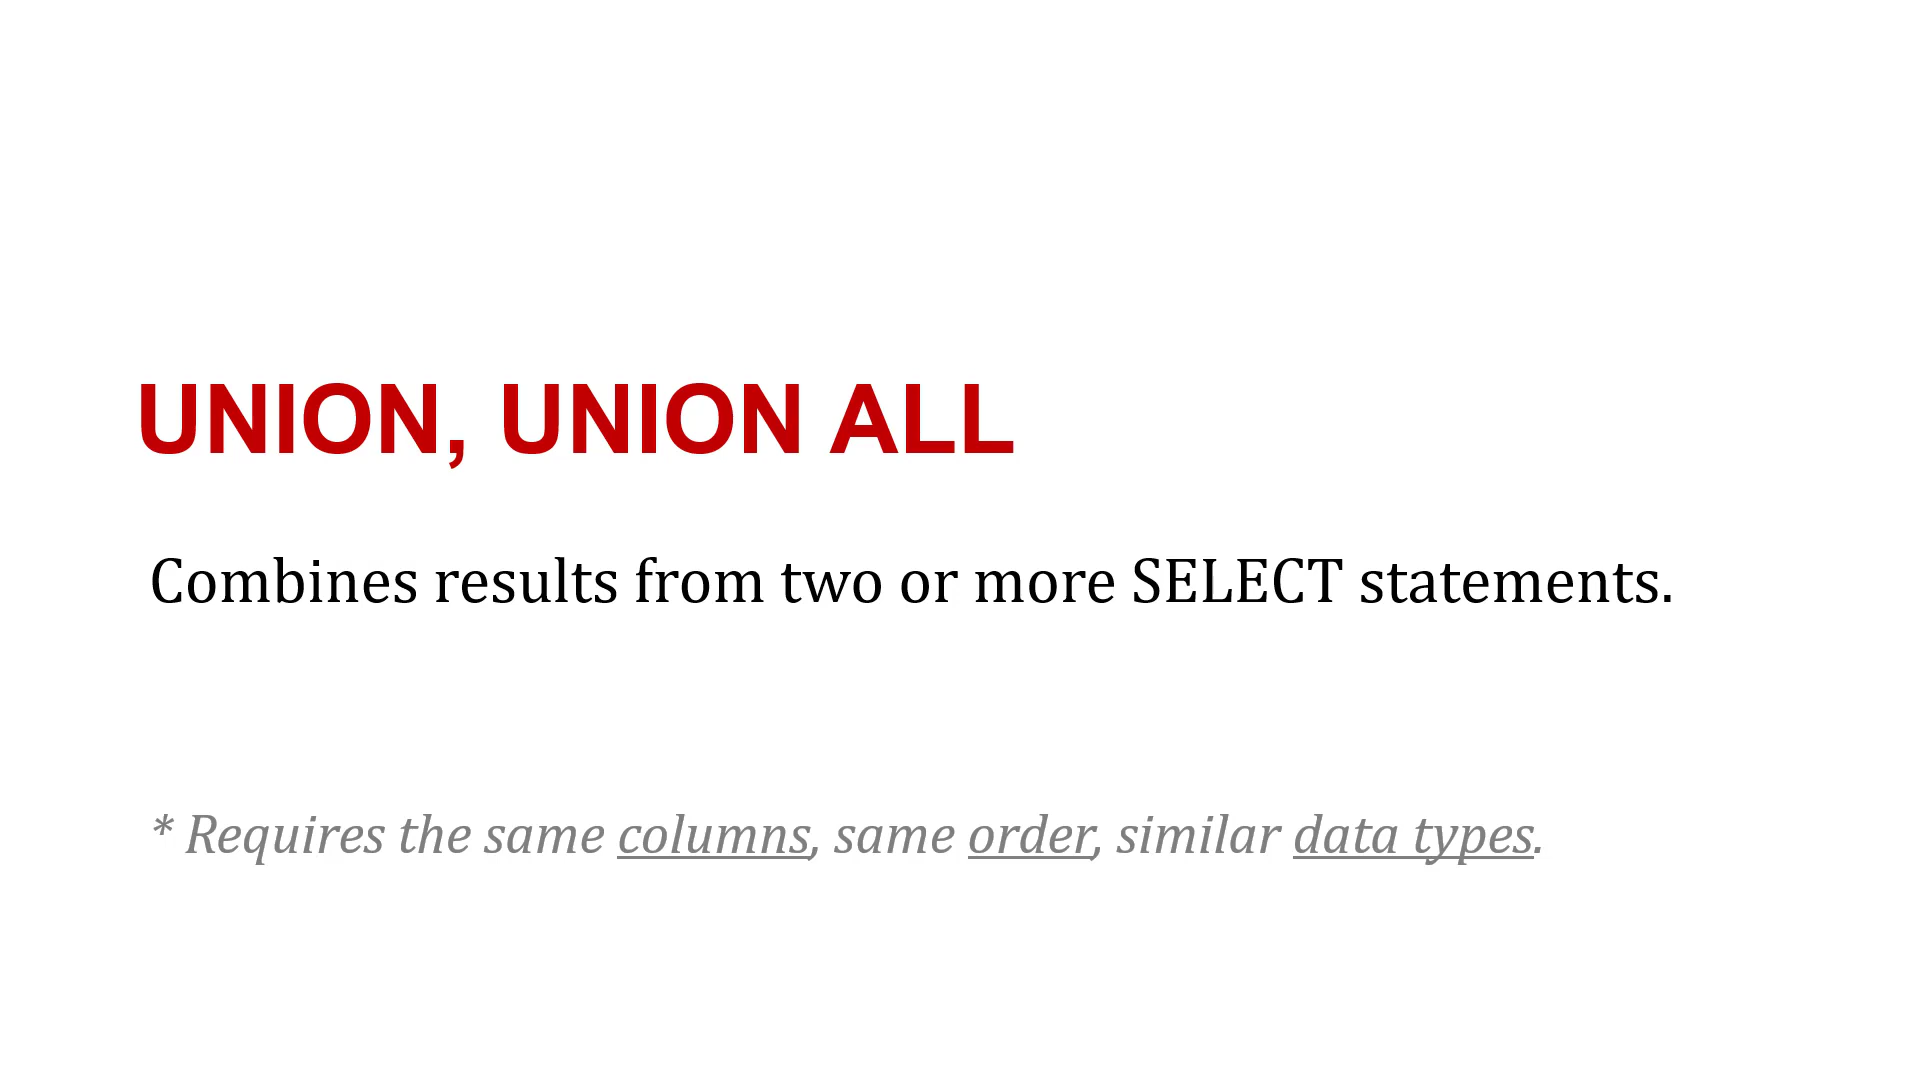 UNION, UNION ALL
Combines results from two or more SELECT statements.
* Requires the same columns, same order, similar data types.